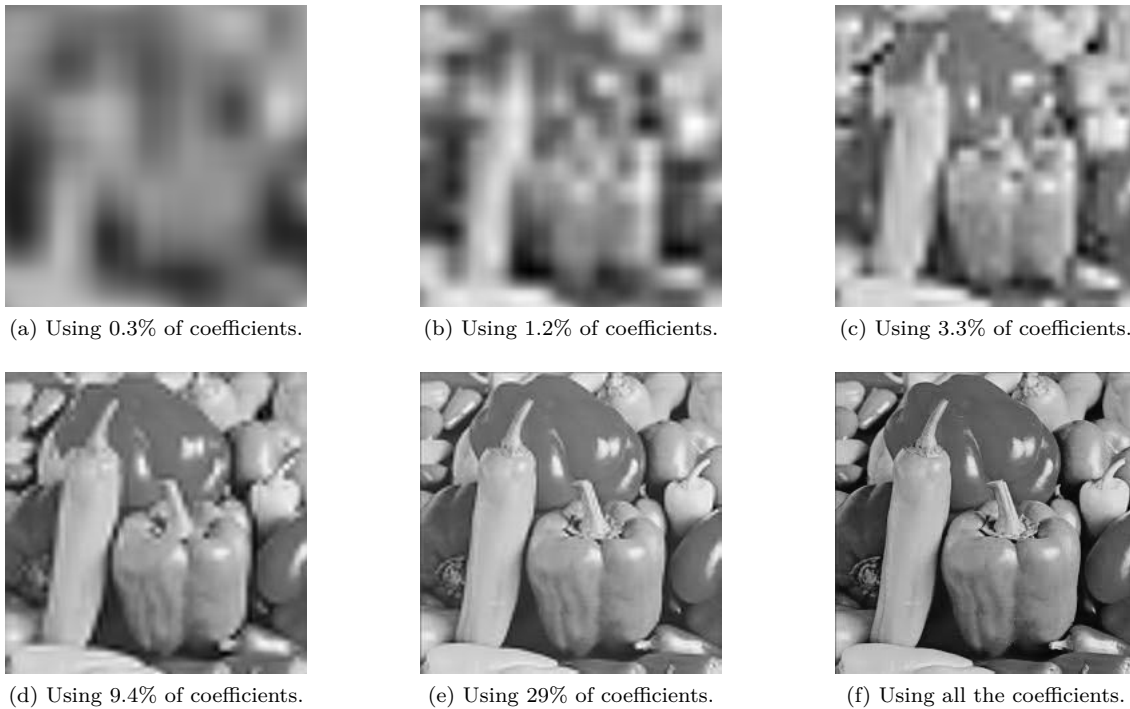 (a) Using 0.3% of coefficients.
(b) Using 1.2% of coefficients.
(c) Using 3.3% of coefficients.
(d) Using 9.4% of coefficients.
(e) Using 29% of coefficients.
(f) Using all the coefficients.